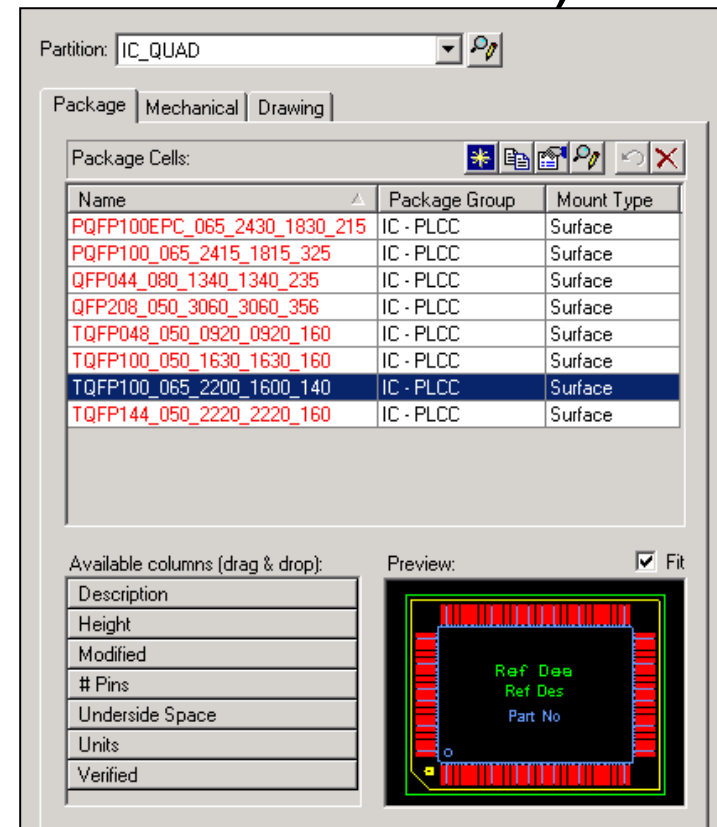 Partition: IC_QUAD
Package Mechanical Drawing
Package Cells:
Name Package Group Mount Type
PQFP100EPC_065_2430_1830_215 IC - PLCC Surface
PQFP100_065_2415_1815_325 IC - PLCC Surface
QFP044_080_1340_1340_235 IC - PLCC Surface
QFP208_050_3060_3060_356 IC - PLCC Surface
TQFP048_050_0920_0920_160 IC - PLCC Surface
TQFP100_050_1630_1630_160 IC - PLCC Surface
TQFP100_065_2200_1600_140 IC - PLCC Surface
TQFP144_050_2220_2220_160 IC - PLCC Surface
Available columns (drag & drop): Preview: Fit
Description
Height
Modified
# Pins
Underside Space
Units
Verified
Ref Des
Ref Des
Part No